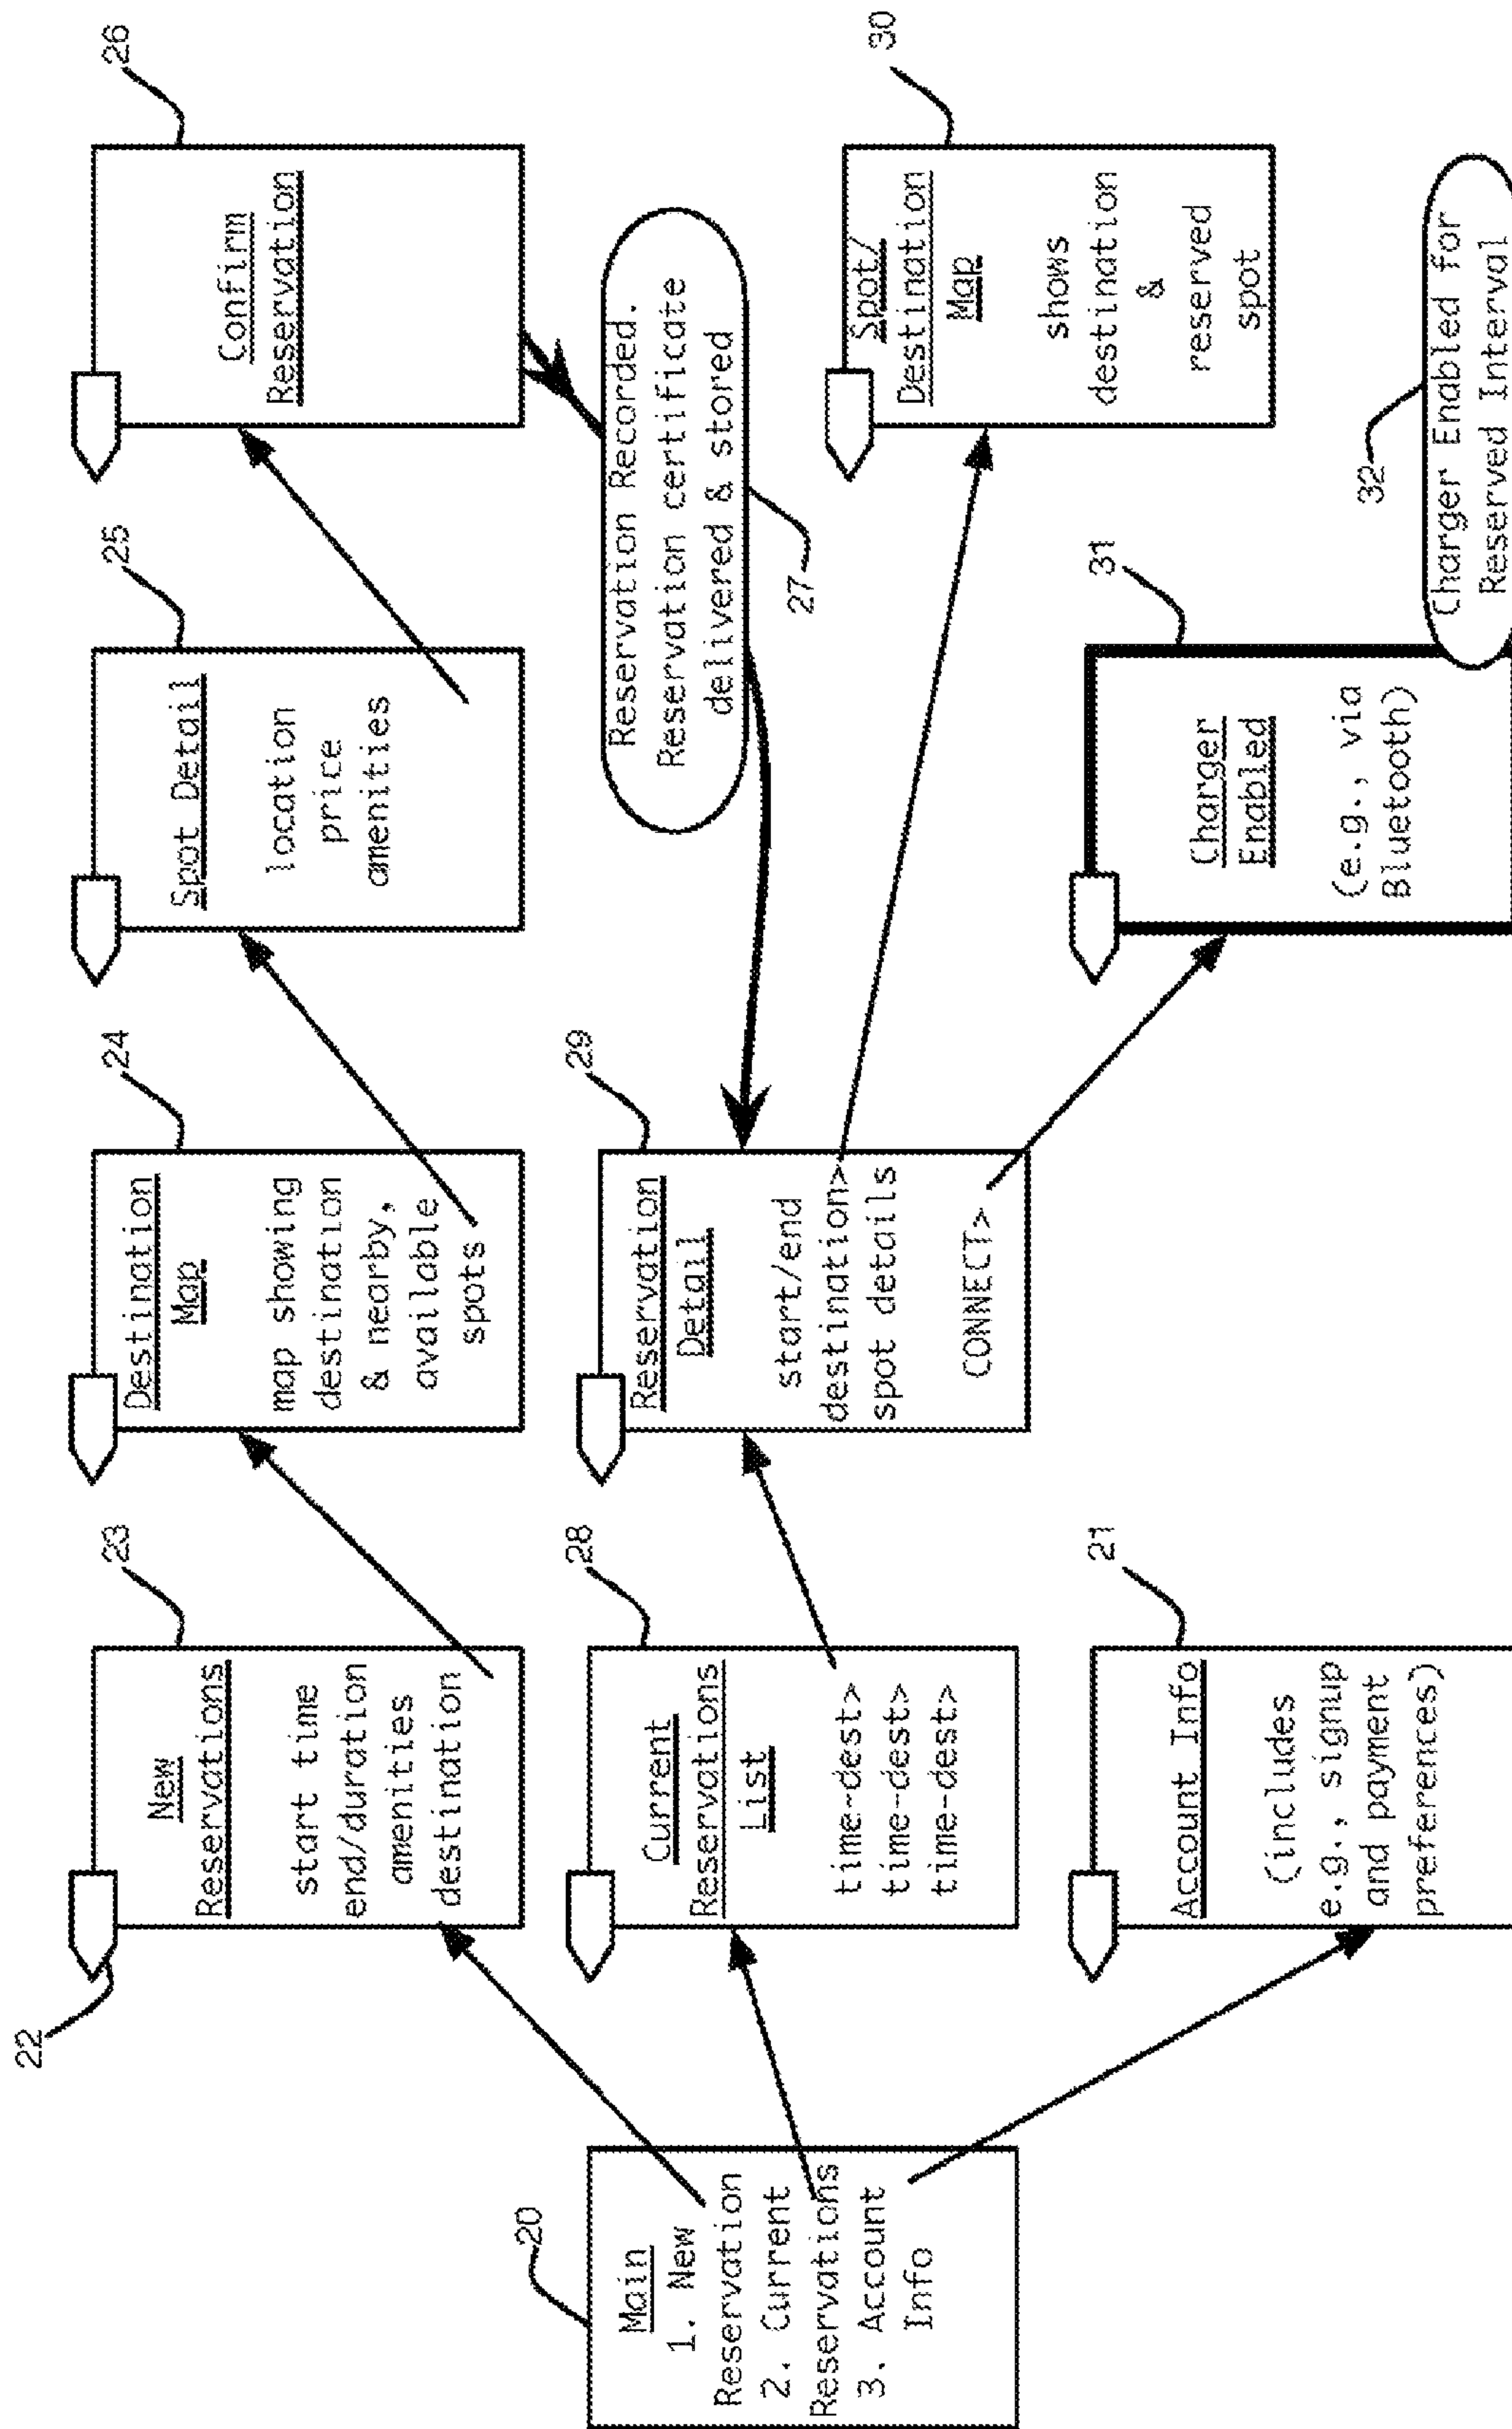 22
20
Main
1. New
Reservation
2. Current
Reservations
3. Account
Info
23
New
Reservations
start time
end/duration
amenities
destination
24
Destination
Map
map showing
destination
& nearby,
available
spots
25
Spot Detail
location
price
amenities
26
Confirm
Reservation
Reservation Recorded.
Reservation certificate
delivered & stored
27
28
Current
Reservations
List
time-dest>
time-dest>
time-dest>
29
Reservation
Detail
start/end
destination>
spot details
CONNECT>
30
Spot/
Destination
Map
shows
destination
&
reserved
spot
21
Account Info
(includes
e.g., signup
and payment
preferences)
31
Charger
Enabled
(e.g., via
Bluetooth)
32
Charger Enabled for
Reserved Interval